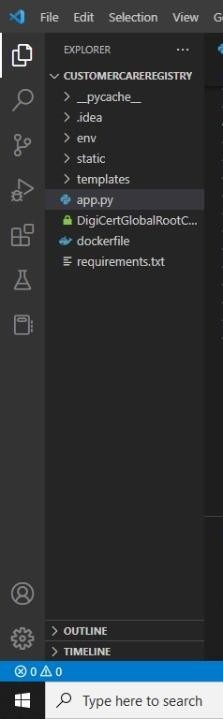 File Edit Selection View G
EXPLORER ...
CUSTOMERCAREREGISTRY
__pycache__
.idea
env
static
templates
app.py
DigiCertGlobalRootC...
dockerfile
requirements.txt
OUTLINE
TIMELINE
0 0
Type here to search